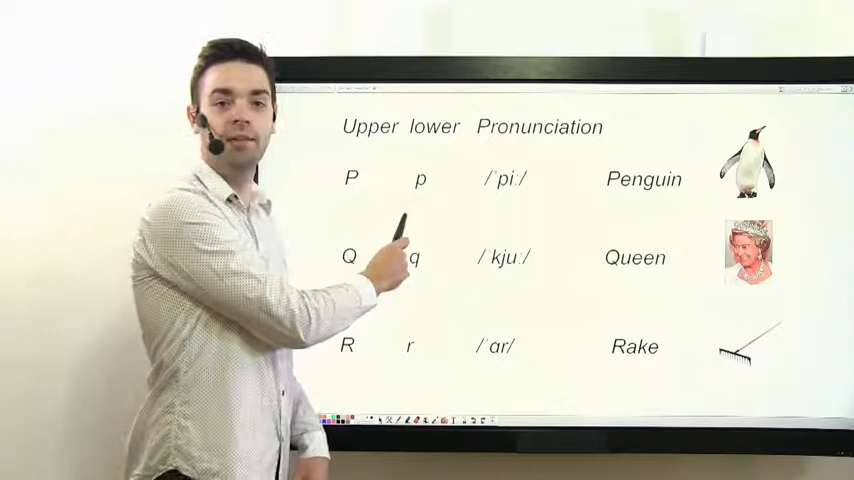 Upper lower Pronunciation
P p /ˈpiː/ Penguin
Q q /ˈkjuː/ Queen
R r /ˈɑr/ Rake